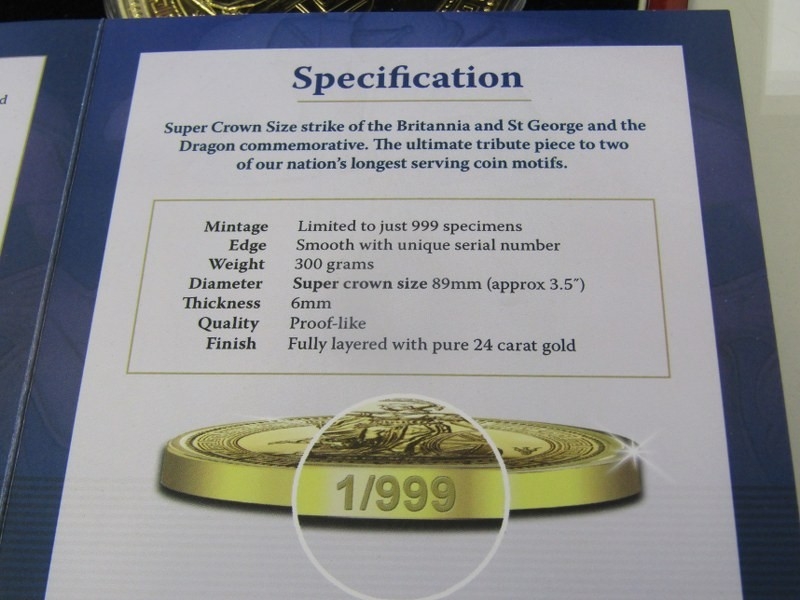 d
Specification
Super Crown Size strike of the Britannia and St George and the
Dragon commemorative. The ultimate tribute piece to two
of our nation's longest serving coin motifs.
Mintage Limited to just 999 specimens
Edge Smooth with unique serial number
Weight 300 grams
Diameter Super crown size 89mm (approx 3.5″)
Thickness 6mm
Quality Proof-like
Finish Fully layered with pure 24 carat gold
1/999